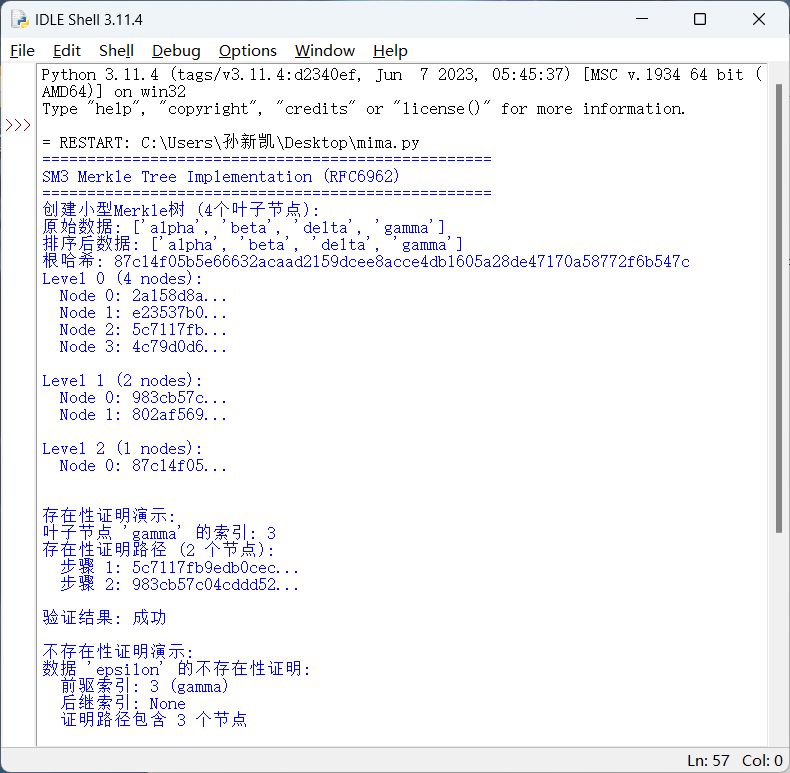 IDLE Shell 3.11.4
File Edit Shell Debug Options Window Help
Python 3.11.4 (tags/v3.11.4:d2340ef, Jun  7 2023, 05:45:37) [MSC v.1934 64 bit (
AMD64)] on win32
Type "help", "copyright", "credits" or "license()" for more information.
>>>
= RESTART: C:\Users\孙新凯\Desktop\mima.py
==================================================
SM3 Merkle Tree Implementation (RFC6962)
==================================================
创建小型Merkle树 (4个叶子节点):
原始数据: ['alpha', 'beta', 'delta', 'gamma']
排序后数据: ['alpha', 'beta', 'delta', 'gamma']
根哈希: 87c14f05b5e66632acaad2159dcee8acce4db1605a28de47170a58772f6b547c
Level 0 (4 nodes):
  Node 0: 2a158d8a...
  Node 1: e23537b0...
  Node 2: 5c7117fb...
  Node 3: 4c79d0d6...
Level 1 (2 nodes):
  Node 0: 983cb57c...
  Node 1: 802af569...
Level 2 (1 nodes):
  Node 0: 87c14f05...
存在性证明演示:
叶子节点 'gamma' 的索引: 3
存在性证明路径 (2 个节点):
  步骤 1: 5c7117fb9edb0cec...
  步骤 2: 983cb57c04cddd52...
验证结果: 成功
不存在性证明演示:
数据 'epsilon' 的不存在性证明:
  前驱索引: 3 (gamma)
  后继索引: None
  证明路径包含 3 个节点
Ln: 57 Col: 0